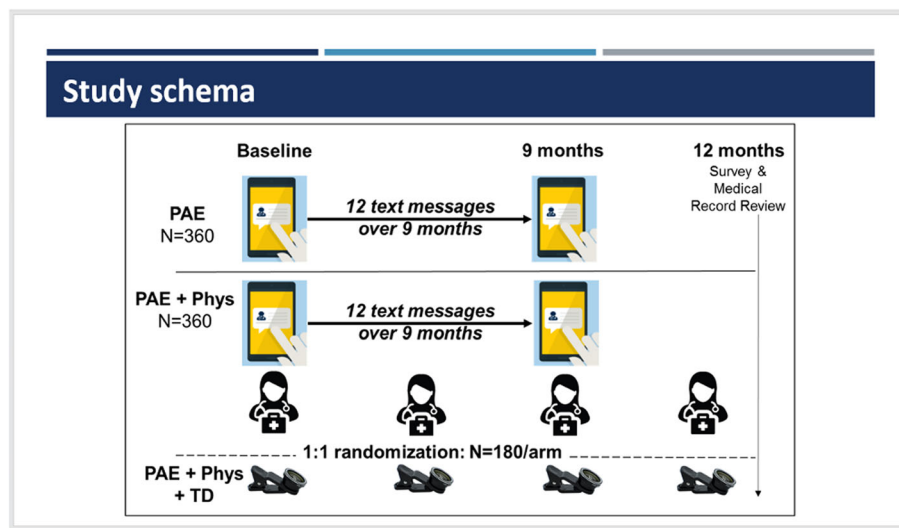 Study schema
Baseline
9 months
12 months
Survey &
Medical
Record Review
PAE
N=360
12 text messages
over 9 months
PAE + Phys
N=360
12 text messages
over 9 months
1:1 randomization: N=180/arm
PAE + Phys
+ TD